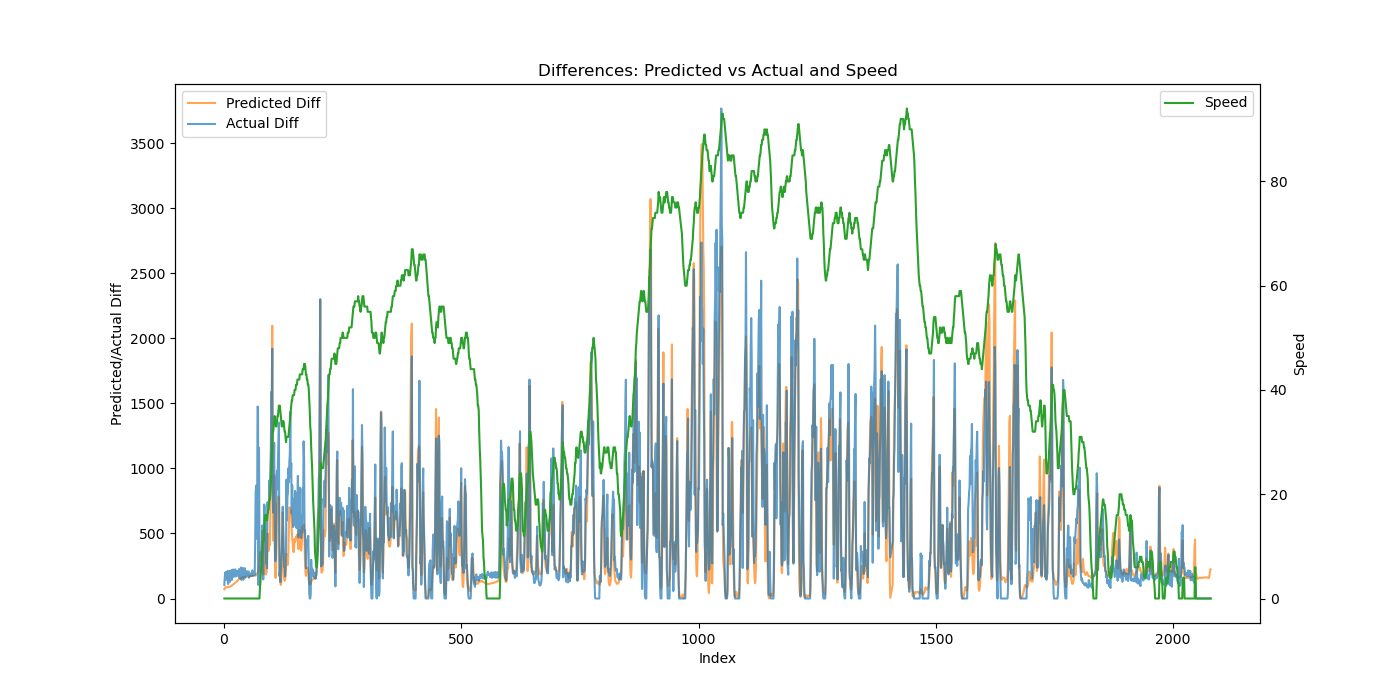 Differences: Predicted vs Actual and Speed
Predicted Diff
Actual Diff
Speed
3500
3000
2500
2000
1500
1000
500
0
Predicted/Actual Diff
80
60
40
20
0
Speed
0
500
1000
1500
2000
Index